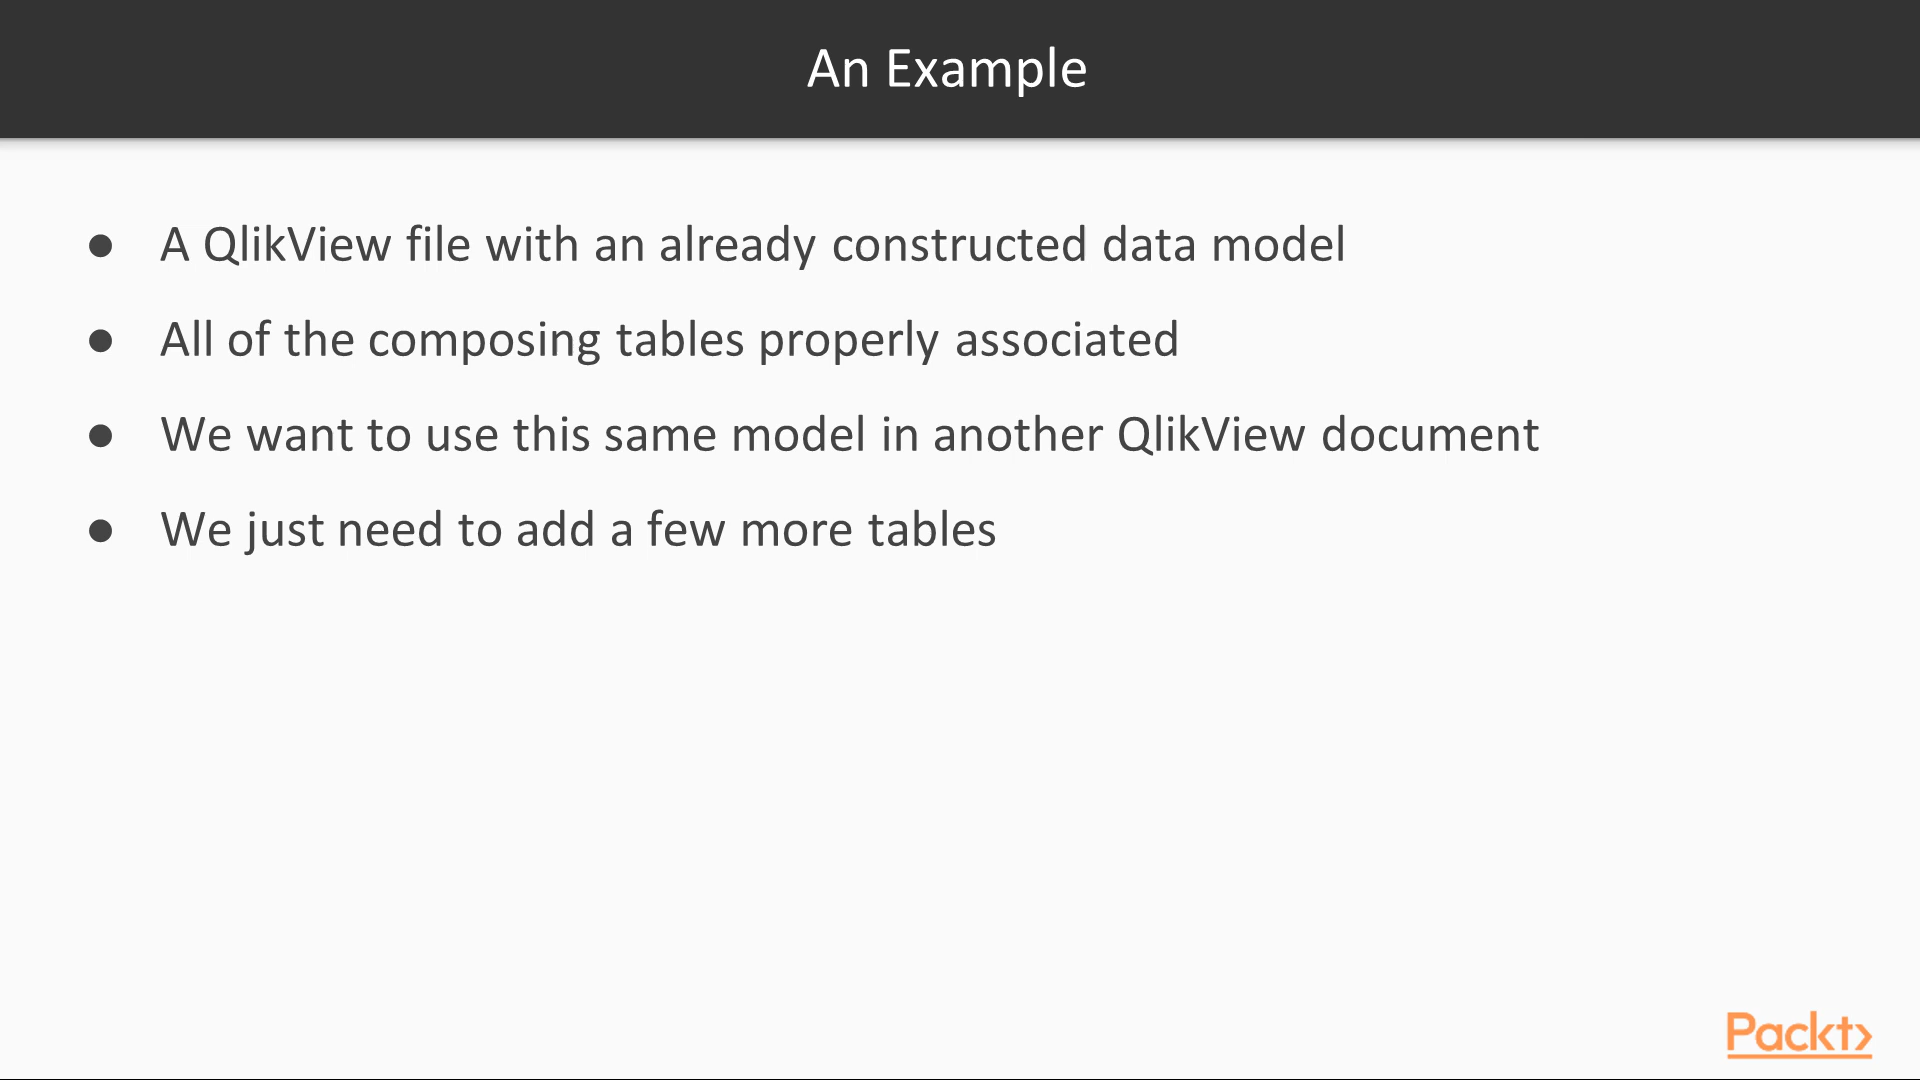 An Example
● A QlikView file with an already constructed data model
● All of the composing tables properly associated
● We want to use this same model in another QlikView document
● We just need to add a few more tables
Packt>